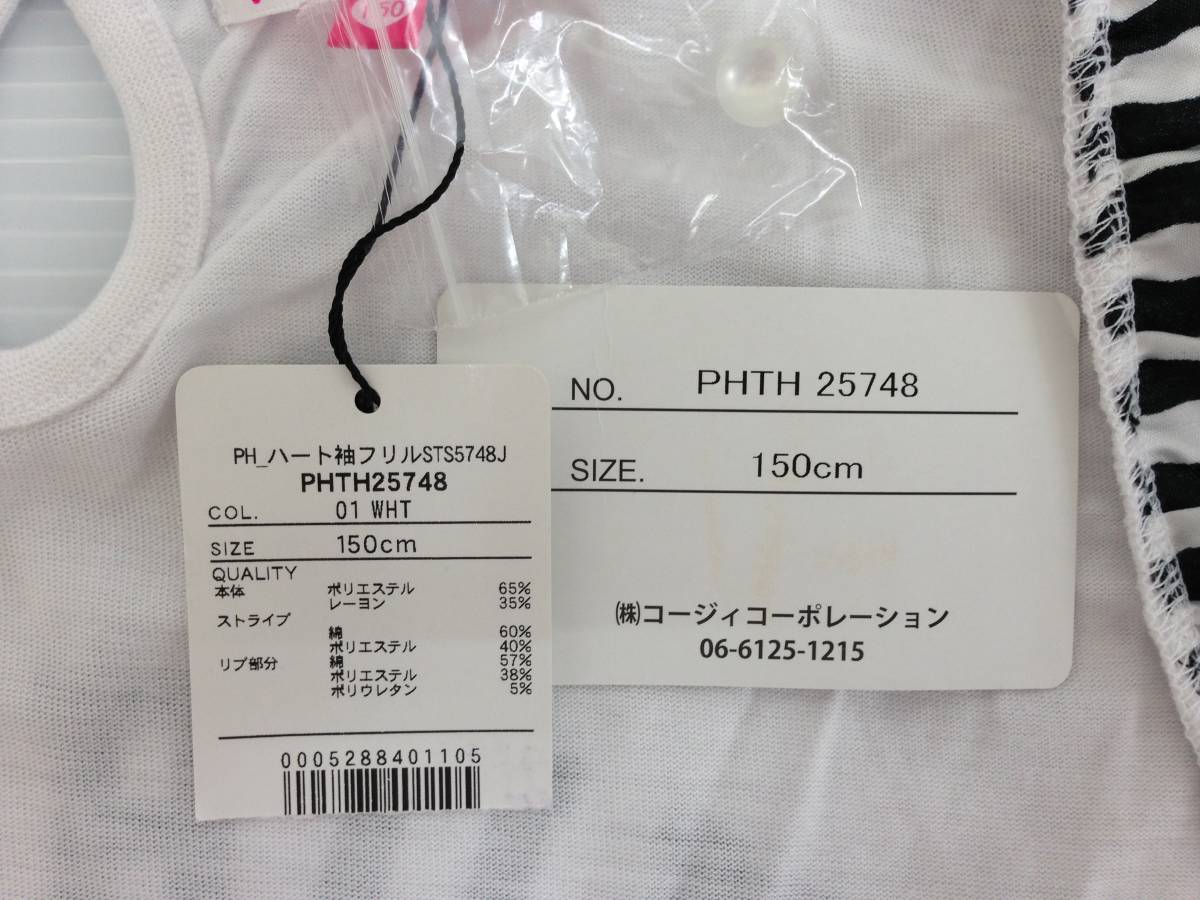 150
PH_ハート袖フリルSTS5748J
PHTH25748
COL. 01 WHT
SIZE 150cm
QUALITY
本体 ポリエステル 65%
レーヨン 35%
ストライプ
綿 60%
ポリエステル 40%
リブ部分 綿 57%
ポリエステル 38%
ポリウレタン 5%
0005288401105
NO. PHTH 25748
SIZE. 150cm
㈱コージィコーポレーション
06-6125-1215